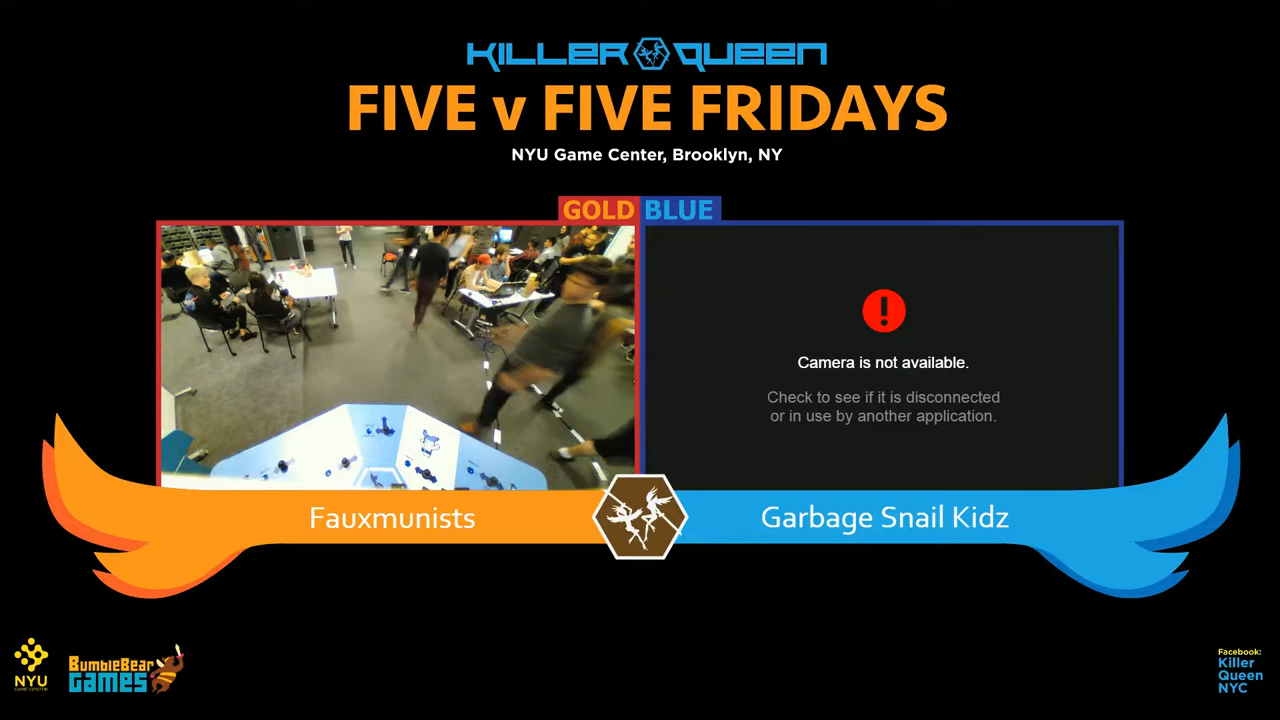 KILLER QUEEN
FIVE v FIVE FRIDAYS
NYU Game Center, Brooklyn, NY
GOLD BLUE
!
Camera is not available.
Check to see if it is disconnected
or in use by another application.
Fauxmunists
Garbage Snail Kidz
NYU
GAME CENTER
BumbleBear
GAMES
Facebook:
Killer
Queen
NYC